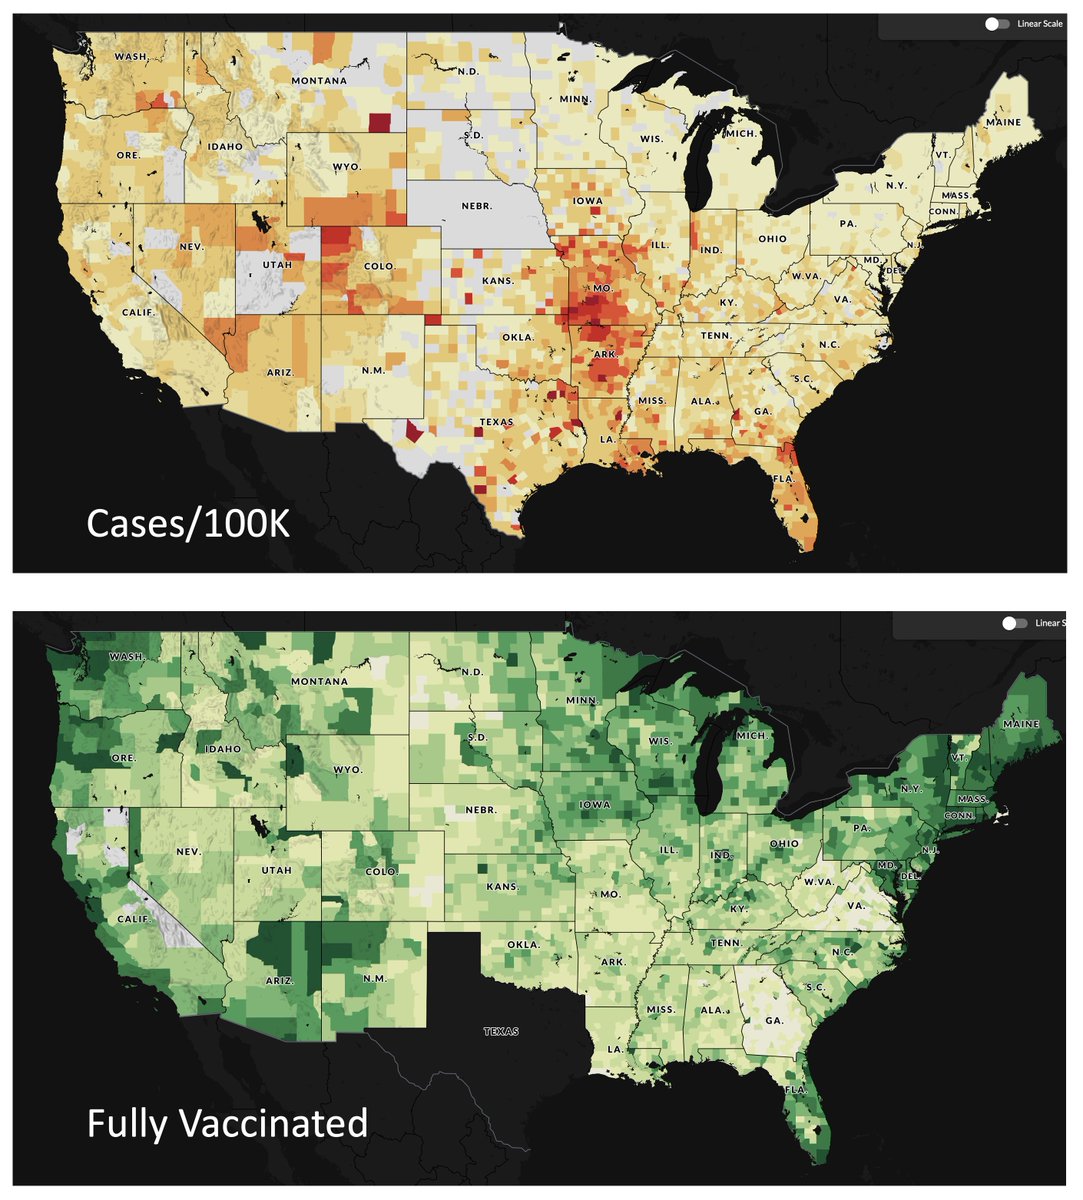 Linear Scale
WASH.
MONTANA
N.D.
MINN.
MAINE
S.D.
WIS.
MICH.
ORE.
IDAHO
WYO.
VT.
N.Y.
MASS.
NEBR.
IOWA
CONN.
PA.
NEV.
ILL.
IND.
OHIO
N.J.
UTAH
COLO.
MD.
DEL.
KANS.
MO.
W.VA.
CALIF.
KY.
VA.
OKLA.
TENN.
N.C.
ARIZ.
N.M.
ARK.
S.C.
MISS.
ALA.
GA.
TEXAS
LA.
FLA.
Cases/100K
Linear S
WASH.
MONTANA
N.D.
MINN.
MAINE
S.D.
WIS.
MICH.
ORE.
IDAHO
WYO.
VT.
N.Y.
MASS.
NEBR.
IOWA
CONN.
PA.
NEV.
ILL.
IND.
OHIO
N.J.
UTAH
COLO.
MD.
DEL.
KANS.
MO.
W.VA.
CALIF.
KY.
VA.
OKLA.
TENN.
N.C.
ARIZ.
N.M.
ARK.
S.C.
MISS.
ALA.
GA.
TEXAS
LA.
FLA.
Fully Vaccinated